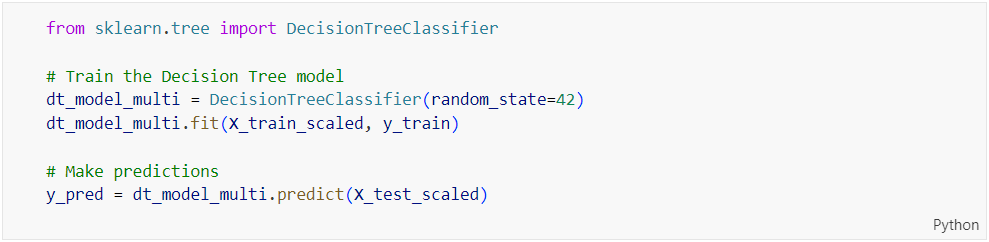 from sklearn.tree import DecisionTreeClassifier
# Train the Decision Tree model
dt_model_multi = DecisionTreeClassifier(random_state=42)
dt_model_multi.fit(X_train_scaled, y_train)
# Make predictions
y_pred = dt_model_multi.predict(X_test_scaled)
Python